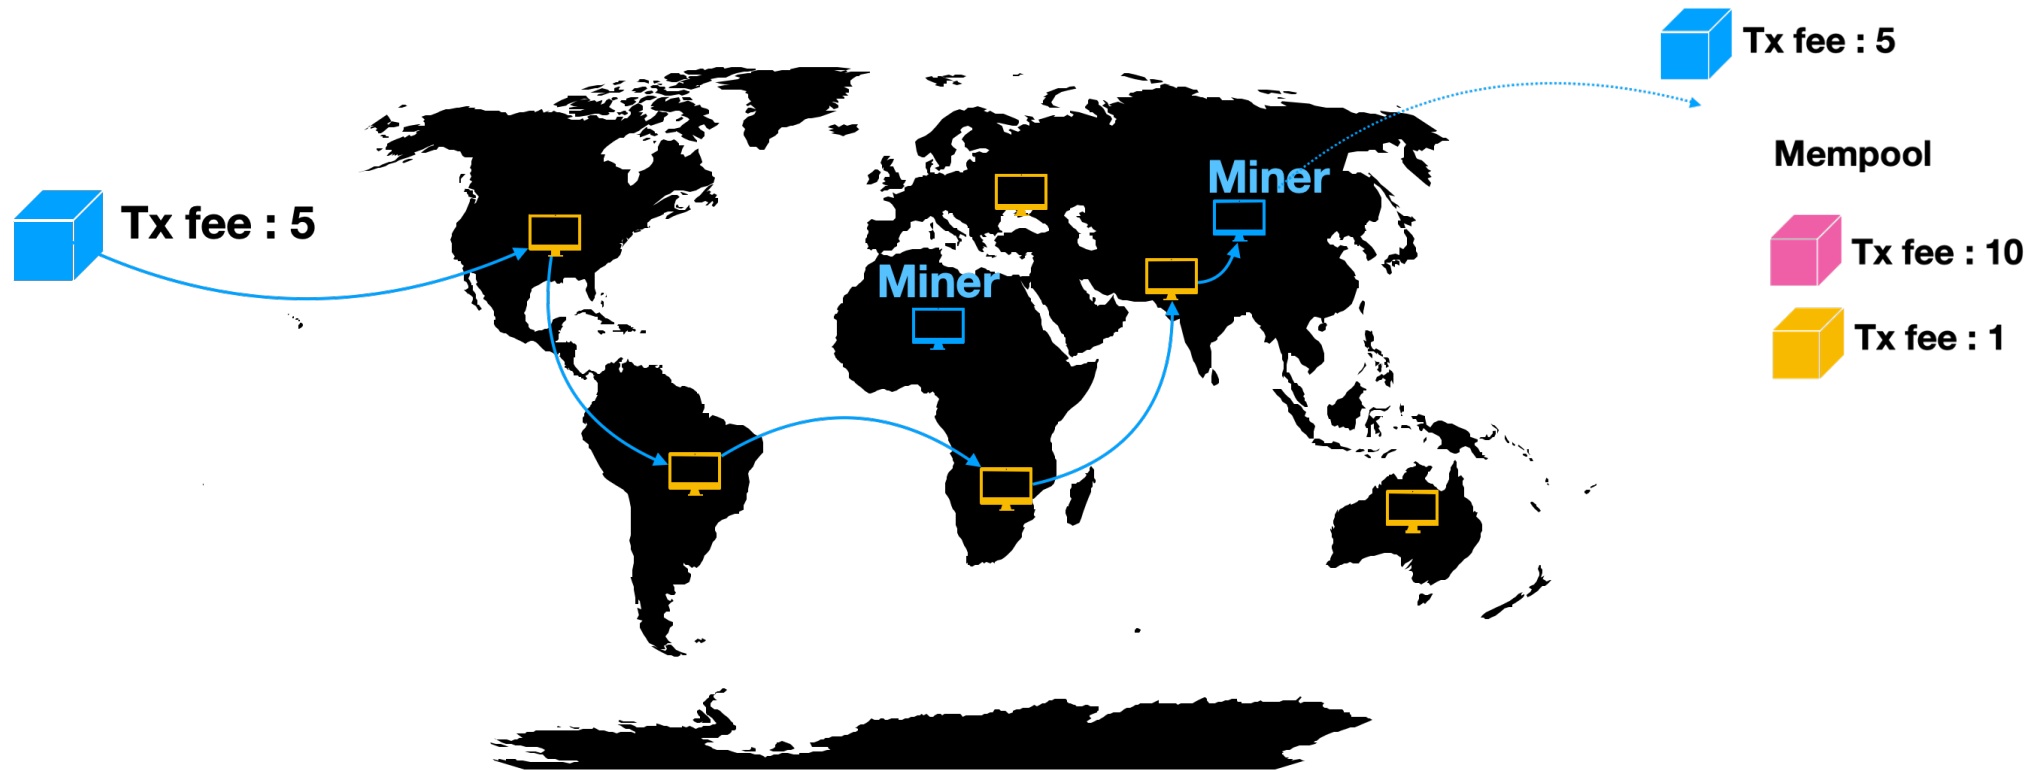 Tx fee : 5
Tx fee : 5
Miner
Miner
Mempool
Tx fee : 10
Tx fee : 1